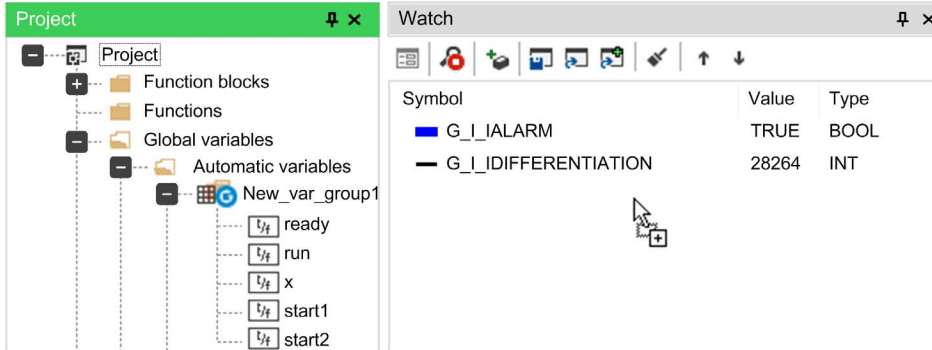 Project
Project
Function blocks
Functions
Global variables
Automatic variables
New_var_group1
t/f ready
t/f run
t/f x
t/f start1
t/f start2
Watch
Symbol Value Type
G_I_IALARM TRUE BOOL
G_I_IDIFFERENTIATION 28264 INT